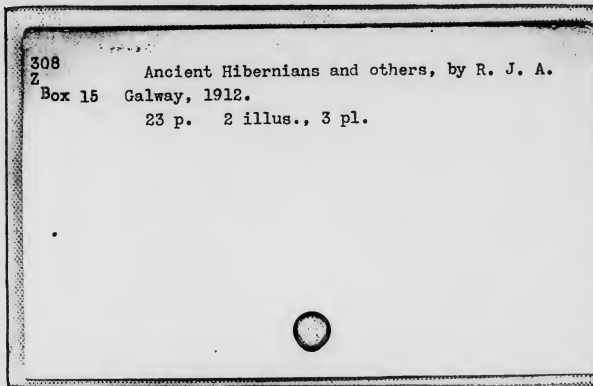 308
Z Ancient Hibernians and others, by R. J. A.
Box 15 Galway, 1912.
23 p. 2 illus., 3 pl.